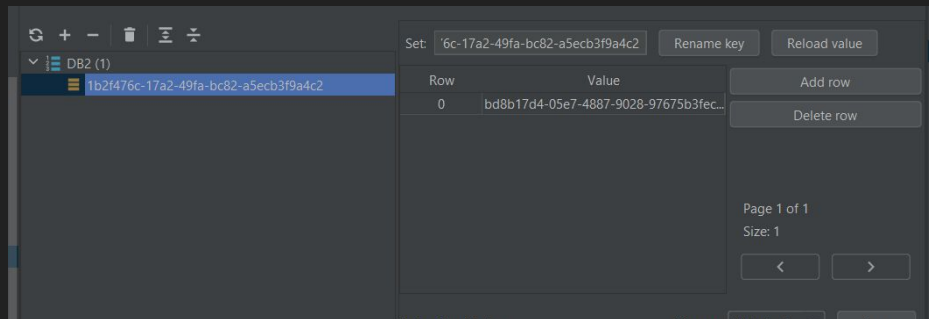 DB2 (1)
1b2f476c-17a2-49fa-bc82-a5ecb3f9a4c2
Set: '6c-17a2-49fa-bc82-a5ecb3f9a4c2 Rename key Reload value
Row Value
0 bd8b17d4-05e7-4887-9028-97675b3fec...
Add row
Delete row
Page 1 of 1
Size: 1
< >